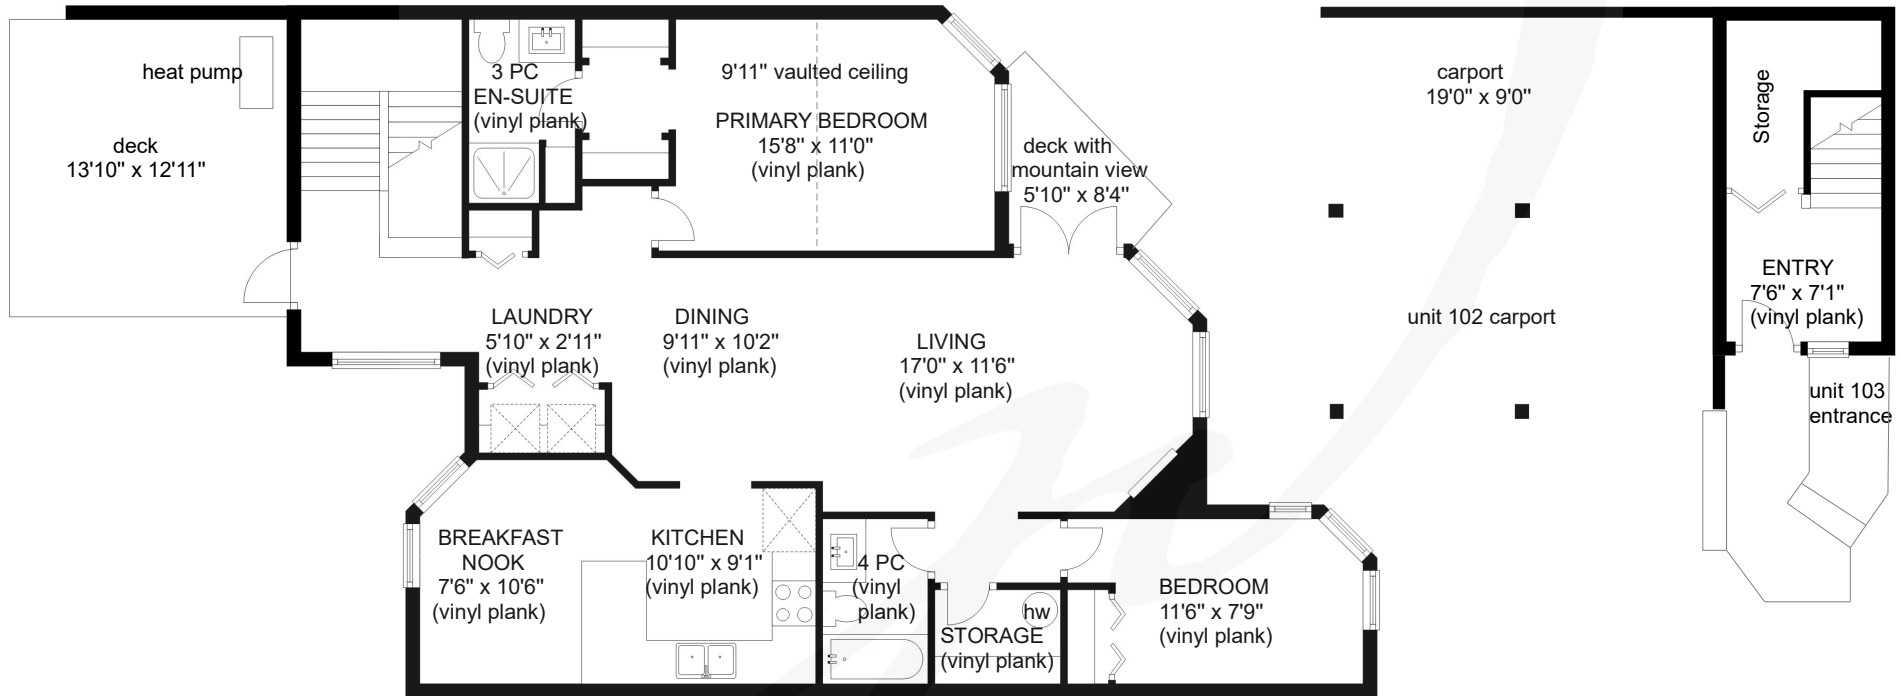 heat pump
deck
13'10" x 12'11"
3 PC
EN-SUITE
(vinyl plank)
9'11" vaulted ceiling
PRIMARY BEDROOM
15'8" x 11'0"
(vinyl plank)
deck with
mountain view
5'10" x 8'4"
carport
19'0" x 9'0"
Storage
ENTRY
7'6" x 7'1"
(vinyl plank)
unit 102 carport
unit 103
entrance
LAUNDRY
5'10" x 2'11"
(vinyl plank)
DINING
9'11" x 10'2"
(vinyl plank)
LIVING
17'0" x 11'6"
(vinyl plank)
BREAKFAST
NOOK
7'6" x 10'6"
(vinyl plank)
KITCHEN
10'10" x 9'1"
(vinyl plank)
4 PC
(vinyl
plank)
hw
STORAGE
(vinyl plank)
BEDROOM
11'6" x 7'9"
(vinyl plank)